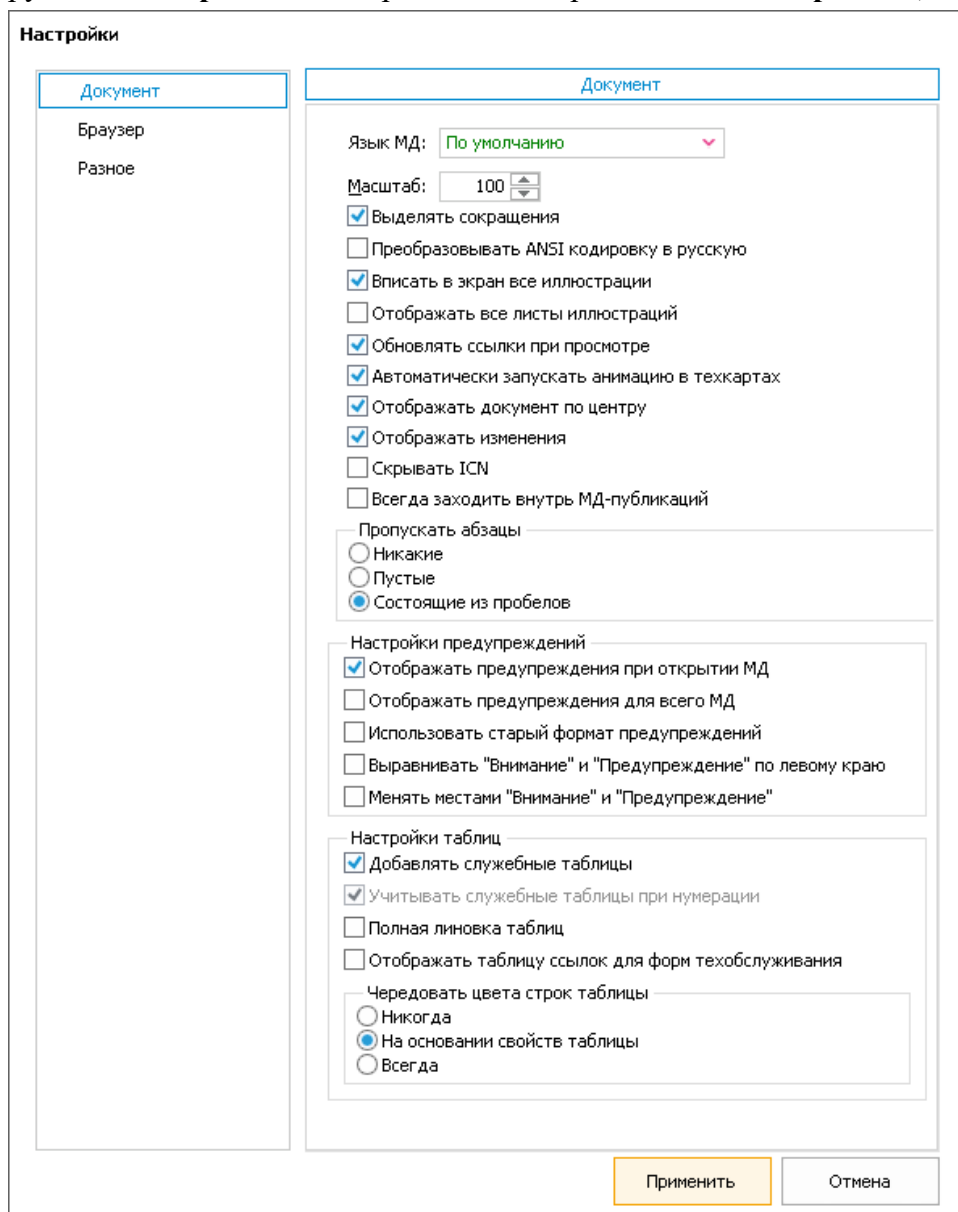 Настройки
Документ
Браузер
Разное
Документ
Язык МД: По умолчанию
Масштаб: 100
Выделять сокращения
Преобразовывать ANSI кодировку в русскую
Вписать в экран все иллюстрации
Отображать все листы иллюстраций
Обновлять ссылки при просмотре
Автоматически запускать анимацию в техкартах
Отображать документ по центру
Отображать изменения
Скрывать ICN
Всегда заходить внутрь МД-публикаций
Пропускать абзацы
Никакие
Пустые
Состоящие из пробелов
Настройки предупреждений
Отображать предупреждения при открытии МД
Отображать предупреждения для всего МД
Использовать старый формат предупреждений
Выравнивать "Внимание" и "Предупреждение" по левому краю
Менять местами "Внимание" и "Предупреждение"
Настройки таблиц
Добавлять служебные таблицы
Учитывать служебные таблицы при нумерации
Полная линовка таблиц
Отображать таблицу ссылок для форм техобслуживания
Чередовать цвета строк таблицы
Никогда
На основании свойств таблицы
Всегда
Применить
Отмена